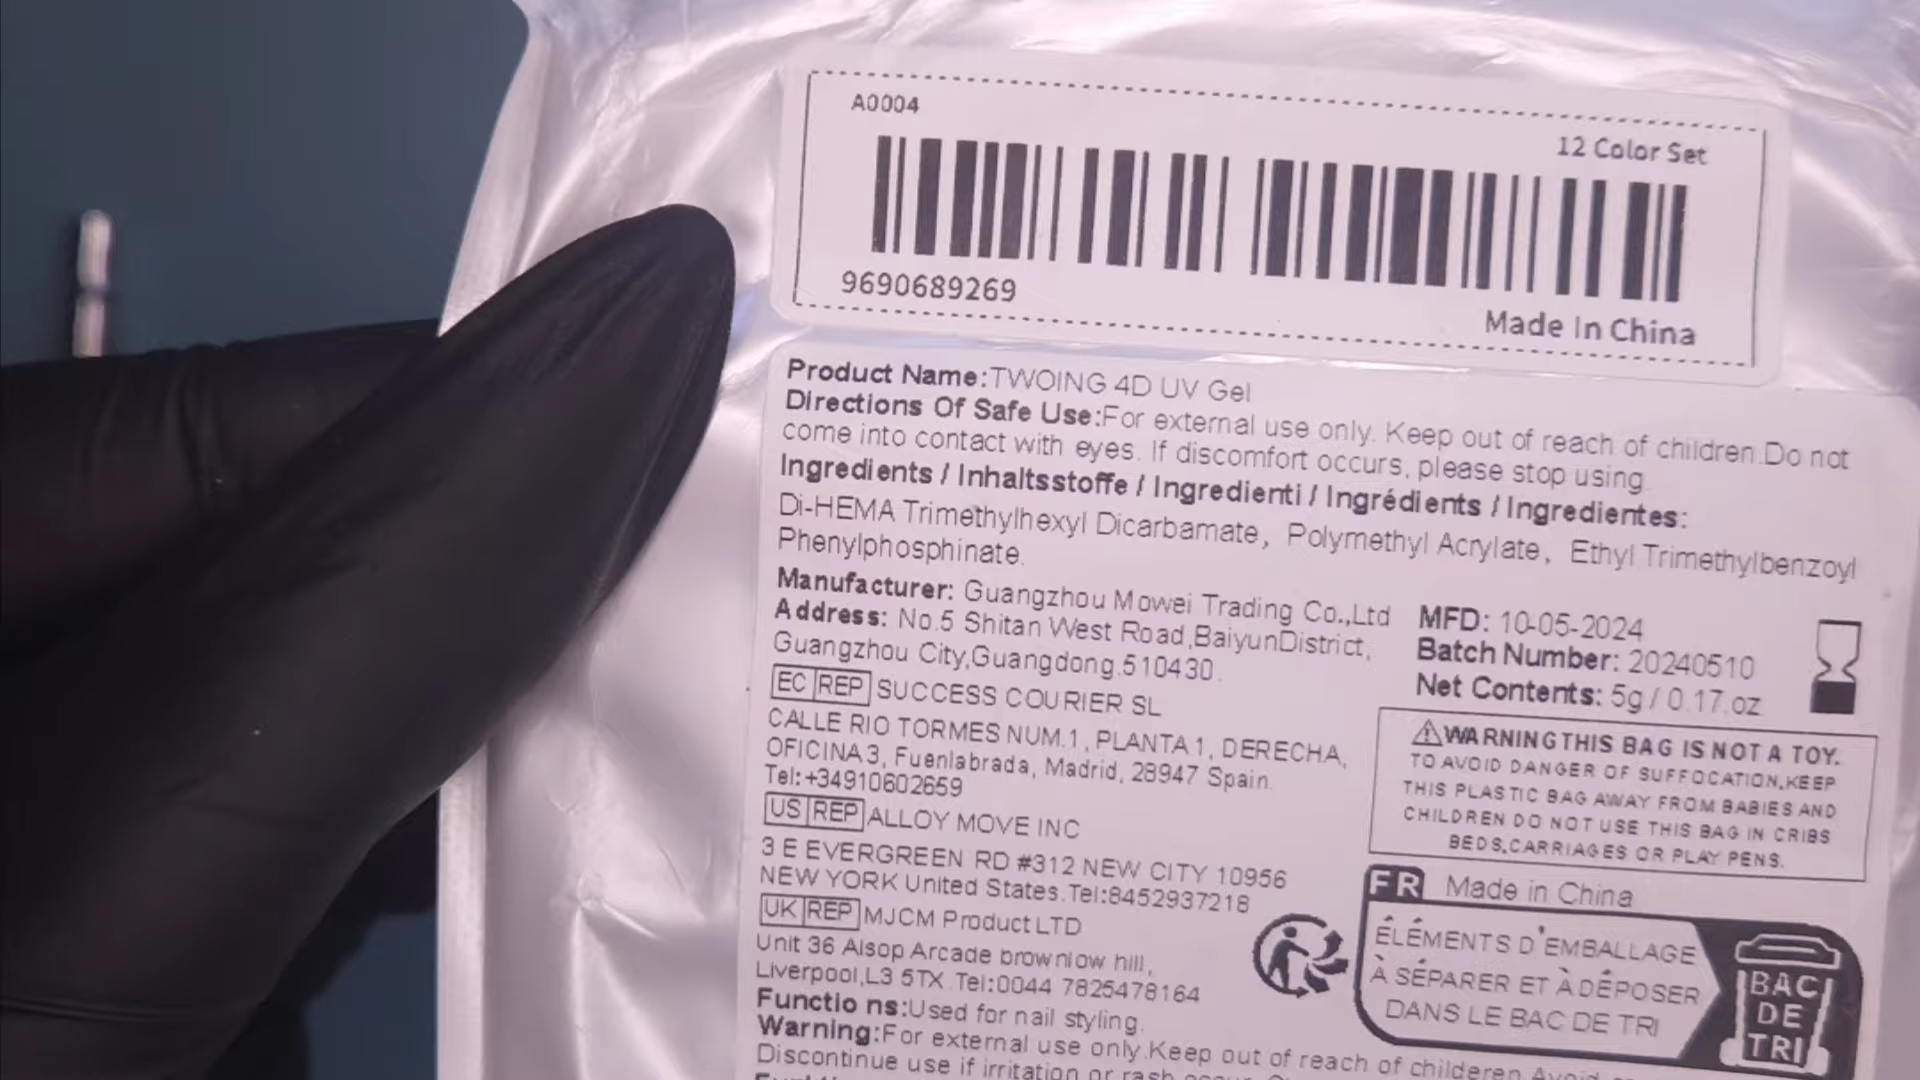 A0004
12 Color Set
9690689269
Made In China
Product Name:TWOING 4D UV Gel
Directions Of Safe Use:For external use only. Keep out of reach of children.Do not
come into contact with eyes. If discomfort occurs, please stop using.
Ingredients / Inhaltsstoffe / Ingredienti / Ingrédients / Ingredientes:
Di-HEMA Trimethylhexyl Dicarbamate, Polymethyl Acrylate, Ethyl Trimethylbenzoyl
Phenylphosphinate.
Manufacturer: Guangzhou Mowei Trading Co.,Ltd
Address: No.5 Shitan West Road,BaiyunDistrict,
Guangzhou City,Guangdong.510430.
MFD: 10-05-2024
Batch Number: 20240510
Net Contents: 5g / 0.17.oz
EC REP SUCCESS COURIER SL
CALLE RIO TORMES NUM.1, PLANTA 1, DERECHA,
OFICINA 3, Fuenlabrada, Madrid, 28947 Spain.
Tel:+34910602659
US REP ALLOY MOVE INC
3 E EVERGREEN RD #312 NEW CITY 10956
NEW YORK United States.Tel:8452937218
UK REP MJCM Product LTD
Unit 36 Alsop Arcade brownlow hill,
Liverpool,L3 5TX Tel:0044 7825478164
WARNING THIS BAG IS NOT A TOY.
TO AVOID DANGER OF SUFFOCATION,KEEP
THIS PLASTIC BAG AWAY FROM BABIES AND
CHILDREN DO NOT USE THIS BAG IN CRIBS
BEDS,CARRIAGES OR PLAY PENS.
FR Made in China
ÉLÉMENTS D'EMBALLAGE
À SÉPARER ET À DÉPOSER
DANS LE BAC DE TRI
BAC
DE
TRI
Functio ns:Used for nail styling.
Warning:For external use only.Keep out of reach of childeren.Avoid
Discontinue use if irritation or rash